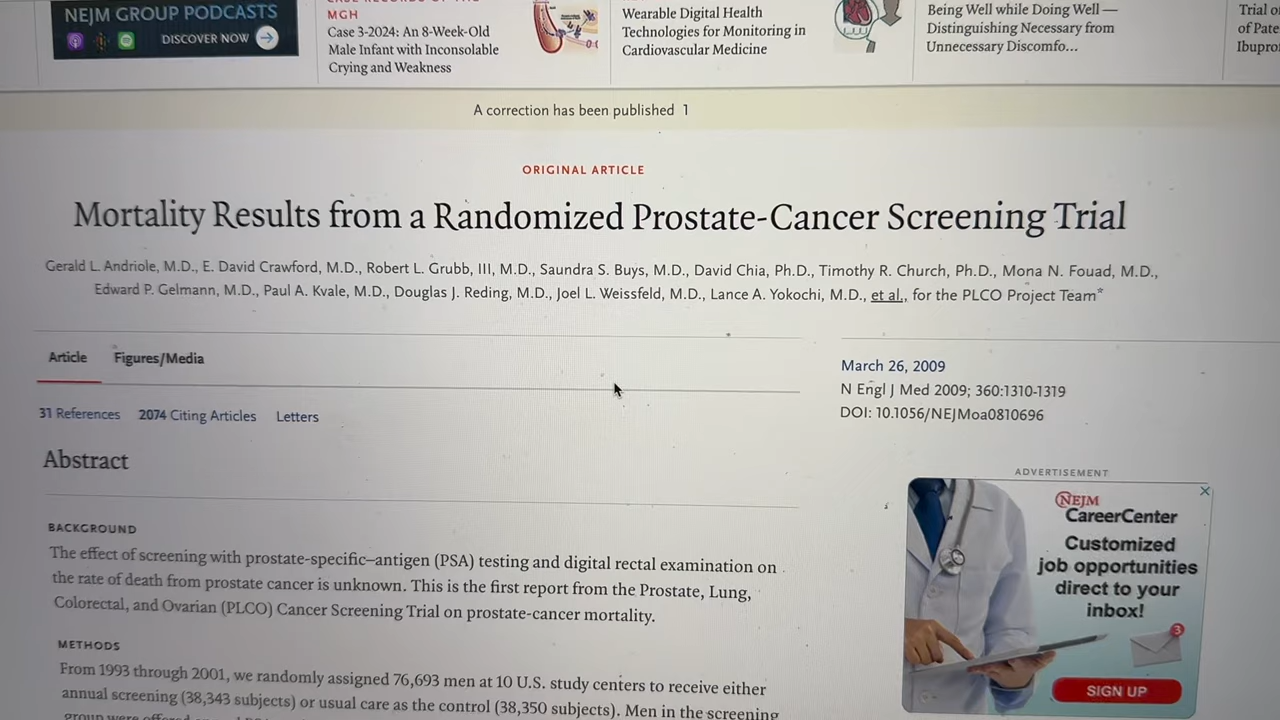 NEJM GROUP PODCASTS
DISCOVER NOW
MGH
Case 3-2024: An 8-Week-Old
Male Infant with Inconsolable
Crying and Weakness
Wearable Digital Health
Technologies for Monitoring in
Cardiovascular Medicine
Being Well while Doing Well —
Distinguishing Necessary from
Unnecessary Discomfo...
Trial o
of Pate
Ibupro
A correction has been published 1
ORIGINAL ARTICLE
Mortality Results from a Randomized Prostate-Cancer Screening Trial
Gerald L. Andriole, M.D., E. David Crawford, M.D., Robert L. Grubb, III, M.D., Saundra S. Buys, M.D., David Chia, Ph.D., Timothy R. Church, Ph.D., Mona N. Fouad, M.D.,
Edward P. Gelmann, M.D., Paul A. Kvale, M.D., Douglas J. Reding, M.D., Joel L. Weissfeld, M.D., Lance A. Yokochi, M.D., et al., for the PLCO Project Team*
Article Figures/Media
31 References 2074 Citing Articles Letters
March 26, 2009
N Engl J Med 2009; 360:1310-1319
DOI: 10.1056/NEJMoa0810696
Abstract
BACKGROUND
The effect of screening with prostate-specific–antigen (PSA) testing and digital rectal examination on
the rate of death from prostate cancer is unknown. This is the first report from the Prostate, Lung,
Colorectal, and Ovarian (PLCO) Cancer Screening Trial on prostate-cancer mortality.
METHODS
From 1993 through 2001, we randomly assigned 76,693 men at 10 U.S. study centers to receive either
annual screening (38,343 subjects) or usual care as the control (38,350 subjects). Men in the screening
ADVERTISEMENT
NEJM
CareerCenter
Customized
job opportunities
direct to your
inbox!
3
SIGN UP